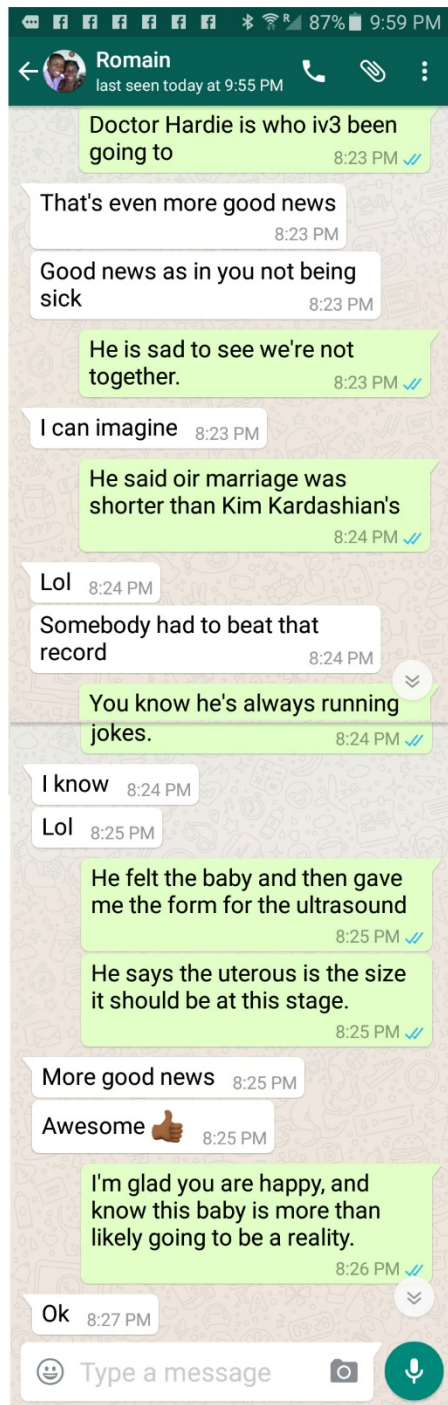 87% 9:59 PM
Romain
last seen today at 9:55 PM
Doctor Hardie is who iv3 been
going to
8:23 PM
That's even more good news
8:23 PM
Good news as in you not being
sick
8:23 PM
He is sad to see we're not
together.
8:23 PM
I can imagine 8:23 PM
He said oir marriage was
shorter than Kim Kardashian's
8:24 PM
Lol 8:24 PM
Somebody had to beat that
record
8:24 PM
You know he's always running
jokes.
8:24 PM
I know 8:24 PM
Lol 8:25 PM
He felt the baby and then gave
me the form for the ultrasound
8:25 PM
He says the uterous is the size
it should be at this stage.
8:25 PM
More good news 8:25 PM
Awesome 👍🏾 8:25 PM
I'm glad you are happy, and
know this baby is more than
likely going to be a reality.
8:26 PM
Ok 8:27 PM
Type a message